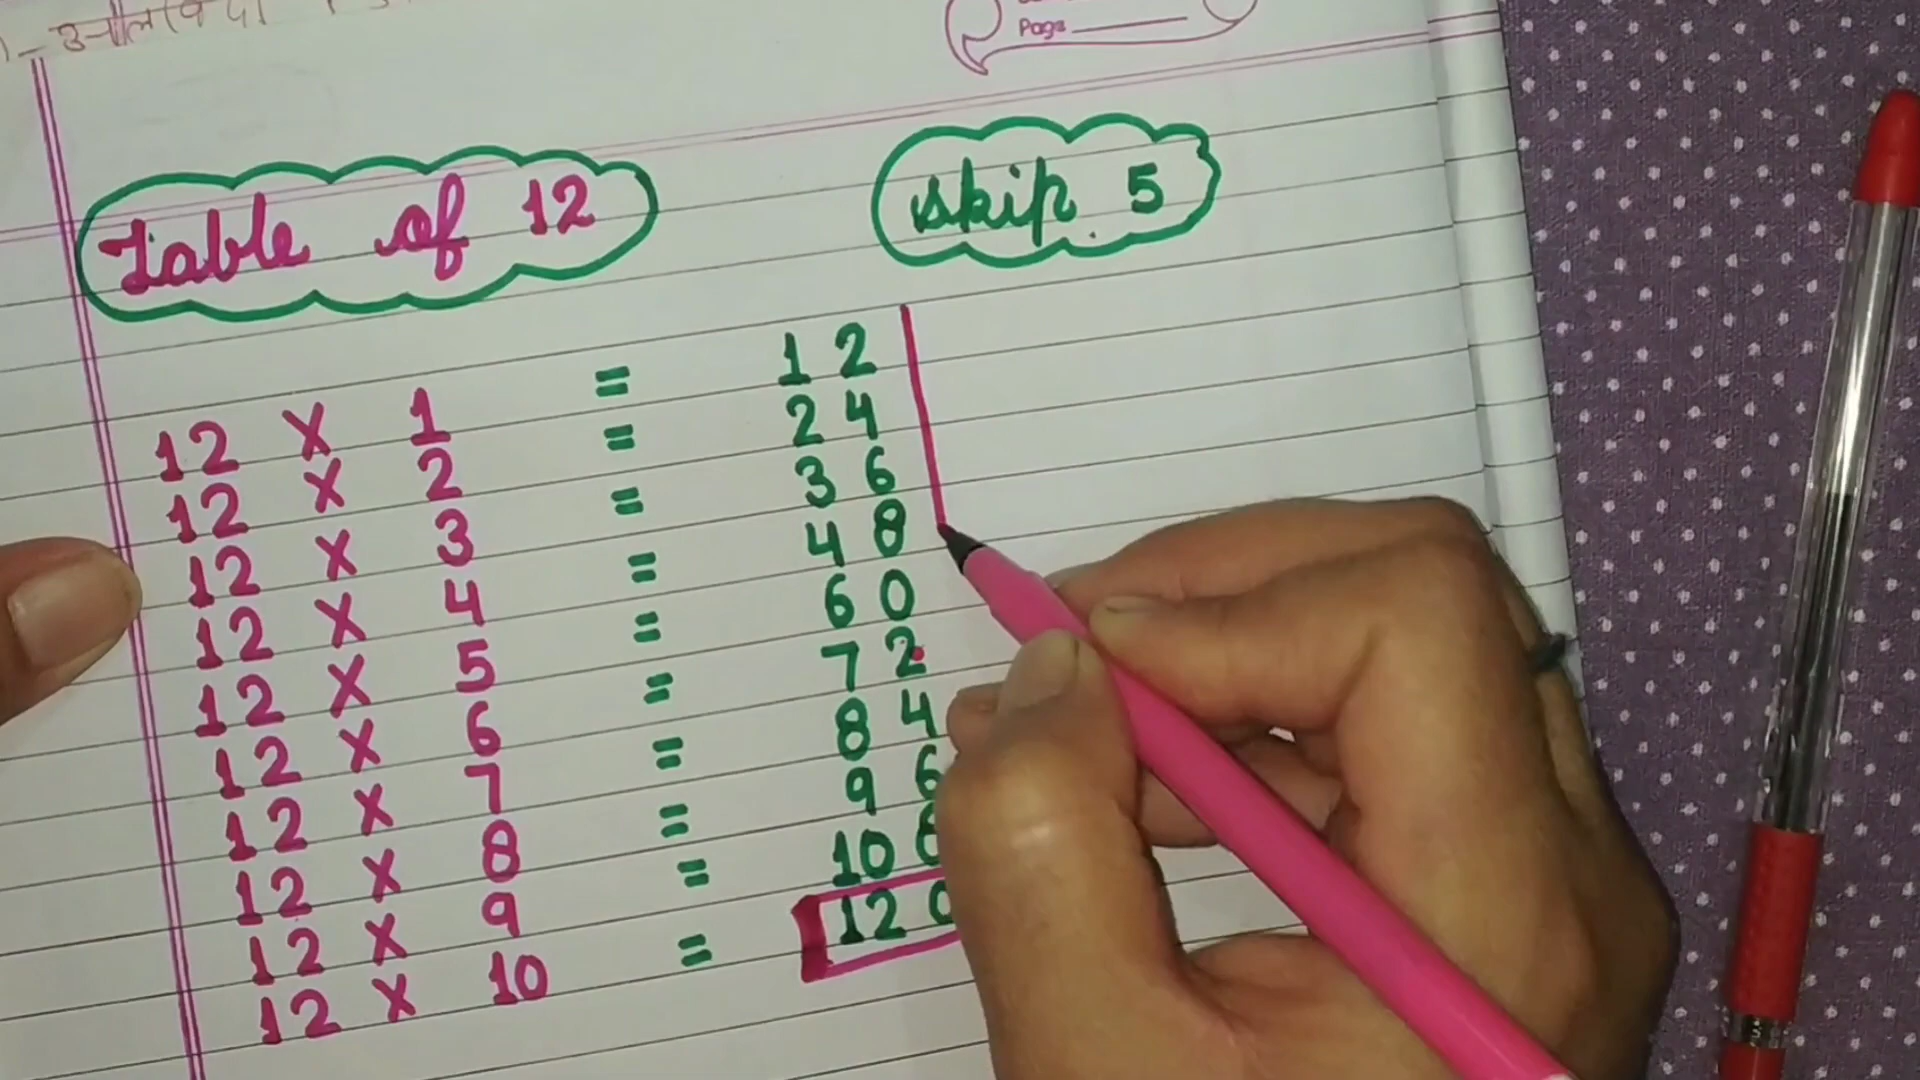 Page
Table of 12
skip 5
12 X 1 = 12
12 X 2 = 24
12 X 3 = 36
12 X 4 = 48
12 X 5 = 60
12 X 6 = 72
12 X 7 = 84
12 X 8 = 96
12 X 9 = 108
12 X 10 = 120